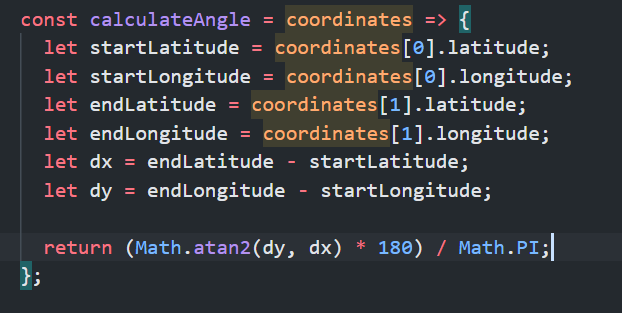 const calculateAngle = coordinates => {
let startLatitude = coordinates[0].latitude;
let startLongitude = coordinates[0].longitude;
let endLatitude = coordinates[1].latitude;
let endLongitude = coordinates[1].longitude;
let dx = endLatitude - startLatitude;
let dy = endLongitude - startLongitude;
return (Math.atan2(dy, dx) * 180) / Math.PI;
};